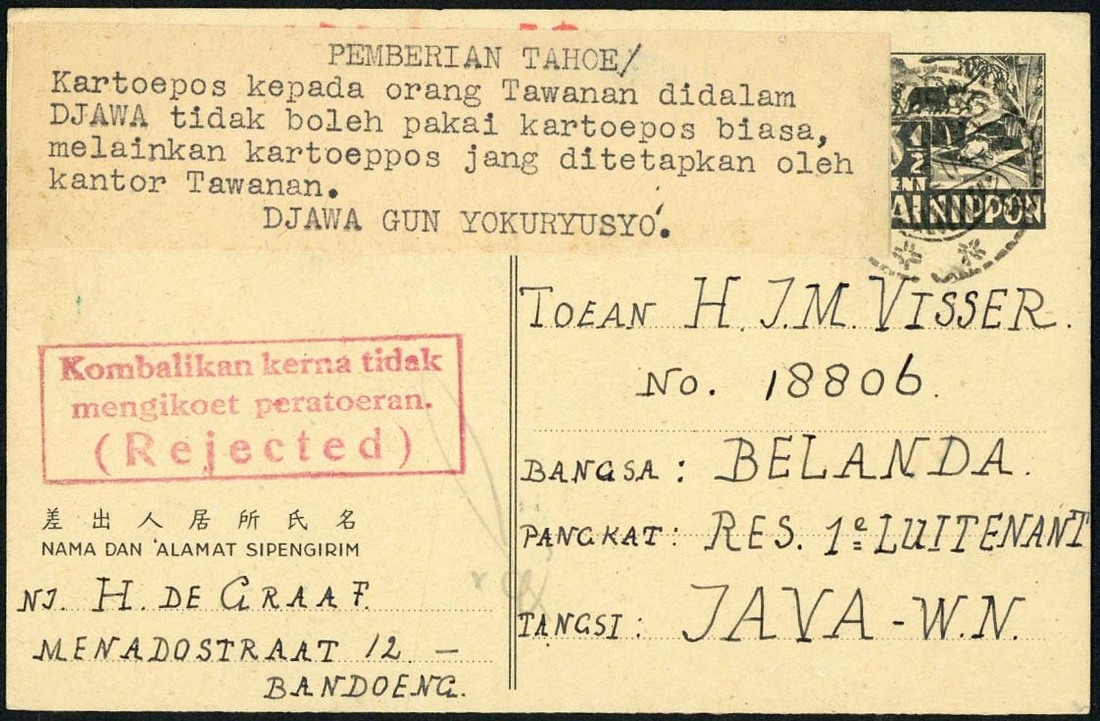 PEMBERIAN TAHOE/
Kartoepos kepada orang Tawanan didalam
DJAWA tidak boleh pakai kartoepos biasa,
melainkan kartoeppos jang ditetapkan oleh
kantor Tawanan.
DJAWA GUN YOKURYUSYO.
1/2
NIPPON
TOEAN H. J.M. VISSER.
No. 18806.
BANGSA: BELANDA.
PANGKAT: RES. 1e LUITENANT
TANGSI: JAVA - W.N.
Kombalikan kerna tidak
mengikoet peratoeran.
(Rejected)
差出人居所氏名
NAMA DAN ALAMAT SIPENGIRIM
NJ. H. DE GRAAF.
MENADOSTRAAT 12. –
BANDOENG.